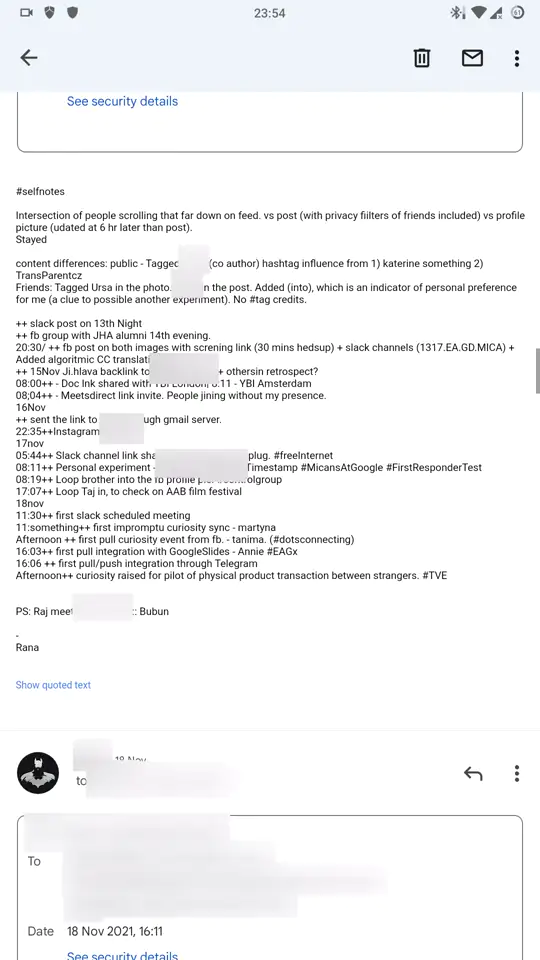 23:54
61
See security details
#selfnotes
Intersection of people scrolling that far down on feed. vs post (with privacy fiilters of friends included) vs profile
picture (udated at 6 hr later than post).
Stayed
content differences: public - Tagged (co author) hashtag influence from 1) katerine something 2)
TransParentcz
Friends: Tagged Ursa in the photo. n the post. Added (into), which is an indicator of personal preference
for me (a clue to possible another experiment). No #tag credits.
++ slack post on 13th Night
++ fb group with JHA alumni 14th evening.
20:30/ ++ fb post on both images with screning link (30 mins hedsup) + slack channels (1317.EA.GD.MICA) +
Added algoritmic CC translati
++ 15Nov Ji.hlava backlink to + othersin retrospect?
08:00++ - Doc lnk shared with YBI London, 8:11 - YBI Amsterdam
08;04++ - Meetsdirect link invite. People jining without my presence.
16Nov
++ sent the link to ugh gmail server.
22:35++Instagram
17nov
05:44++ Slack channel link sha plug. #freeInternet
08:11++ Personal experiment - Timestamp #MicansAtGoogle #FirstResponderTest
08:19++ Loop brother into the fb profile olgroup
17:07++ Loop Taj in, to check on AAB film festival
18nov
11:30++ first slack scheduled meeting
11:something++ first impromptu curiosity sync - martyna
Afternoon ++ first pull curiosity event from fb. - tanima. (#dotsconnecting)
16:03++ first pull integration with GoogleSlides - Annie #EAGx
16:06 ++ first pull/push integration through Telegram
Afternoon++ curiosity raised for pilot of physical product transaction between strangers. #TVE
PS: Raj meet :: Bubun
-
Rana
Show quoted text
18 Nov
to
To
Date 18 Nov 2021, 16:11
See security details